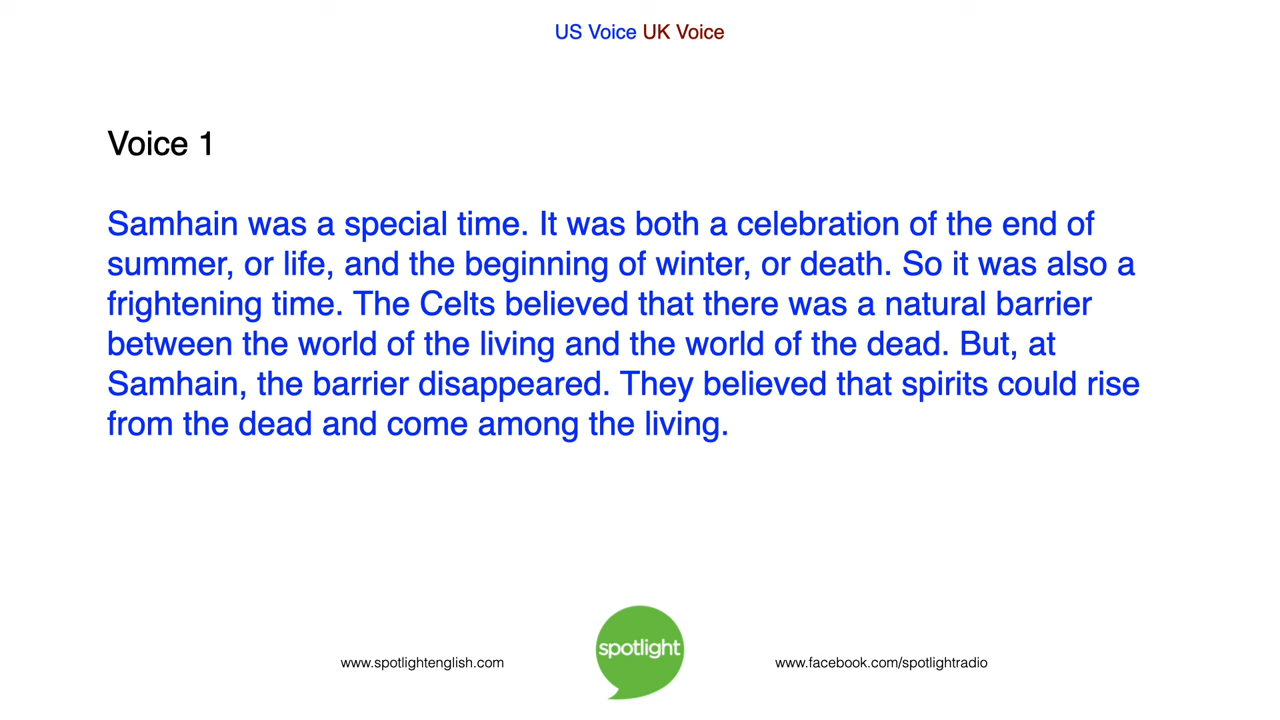 US Voice UK Voice
Voice 1
Samhain was a special time. It was both a celebration of the end of
summer, or life, and the beginning of winter, or death. So it was also a
frightening time. The Celts believed that there was a natural barrier
between the world of the living and the world of the dead. But, at
Samhain, the barrier disappeared. They believed that spirits could rise
from the dead and come among the living.
www.spotlightenglish.com
spotlight
www.facebook.com/spotlightradio